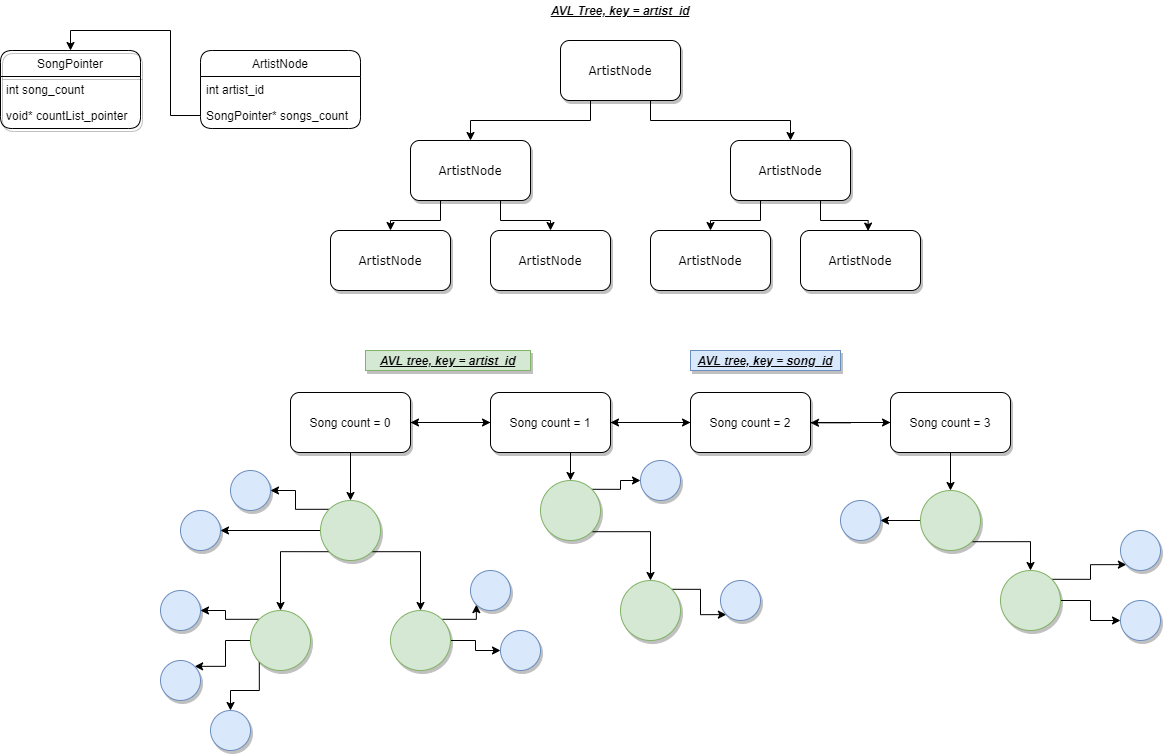 AVL Tree, key = artist_id
SongPointer
int song_count
void* countList_pointer
ArtistNode
int artist_id
SongPointer* songs_count
ArtistNode
ArtistNode
ArtistNode
ArtistNode
ArtistNode
ArtistNode
ArtistNode
AVL tree, key = artist_id
AVL tree, key = song_id
Song count = 0
Song count = 1
Song count = 2
Song count = 3